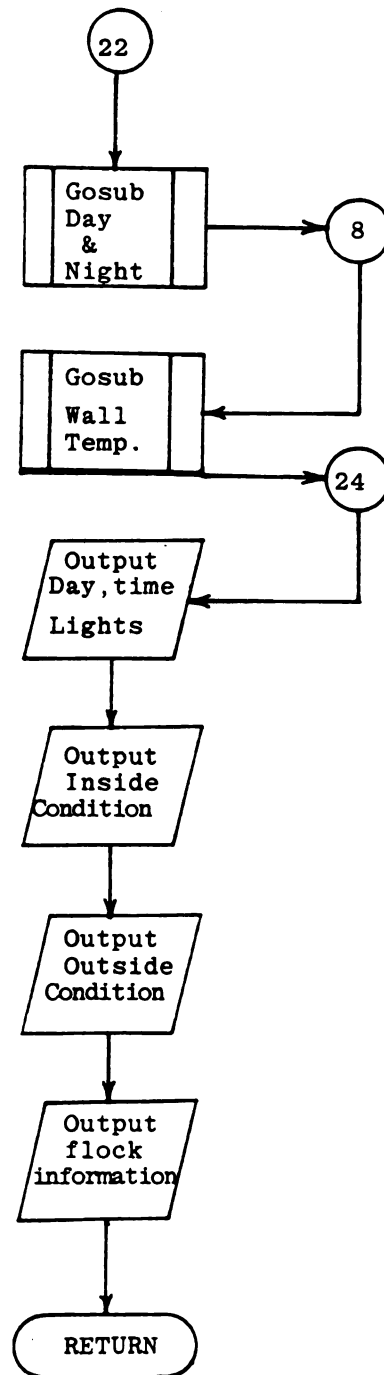 22
Gosub
Day
&
Night
8
Gosub
Wall
Temp.
24
Output
Day,time
Lights
Output
Inside
Condition
Output
Outside
Condition
Output
flock
information
RETURN